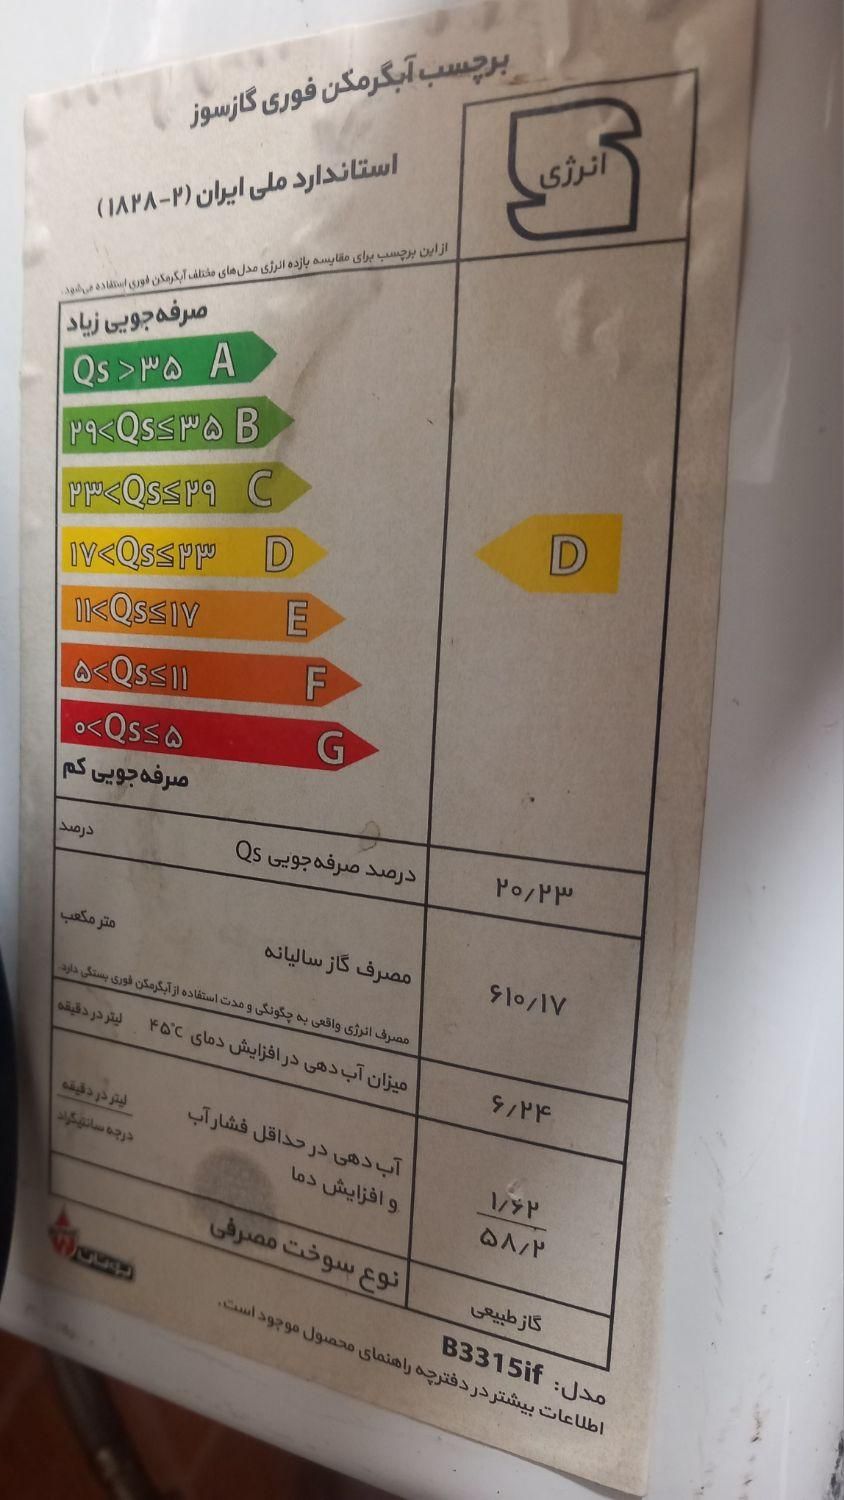 برچسب آبگرمکن فوری گازسوز
استاندارد ملی ایران (۲-۱۸۲۸)
انرژی
از این برچسب برای مقایسه بازده انرژی مدل‌های مختلف آبگرمکن فوری استفاده می‌شود.
صرفه‌جویی زیاد
Qs >۳۵ A
۲۹<Qs≤۳۵ B
۲۳<Qs≤۲۹ C
۱۷<Qs≤۲۳ D
D
۱۱<Qs≤۱۷ E
۵<Qs≤۱۱ F
۰<Qs≤۵ G
صرفه‌جویی کم
درصد صرفه‌جویی Qs درصد
۲۰٫۲۳
مصرف گاز سالیانه متر مکعب
۶۱۰٫۱۷
مصرف انرژی واقعی به چگونگی و مدت استفاده از آبگرمکن فوری بستگی دارد.
میزان آب دهی در افزایش دمای ۴۵°C لیتر در دقیقه
۶٫۲۴
آب دهی در حداقل فشار آب لیتر در دقیقه
و افزایش دما درجه سانتیگراد
۱٫۶۲
۵۸٫۲
نوع سوخت مصرفی
گاز طبیعی
بوتان
مدل: B3315if
اطلاعات بیشتر در دفترچه راهنمای محصول موجود است.